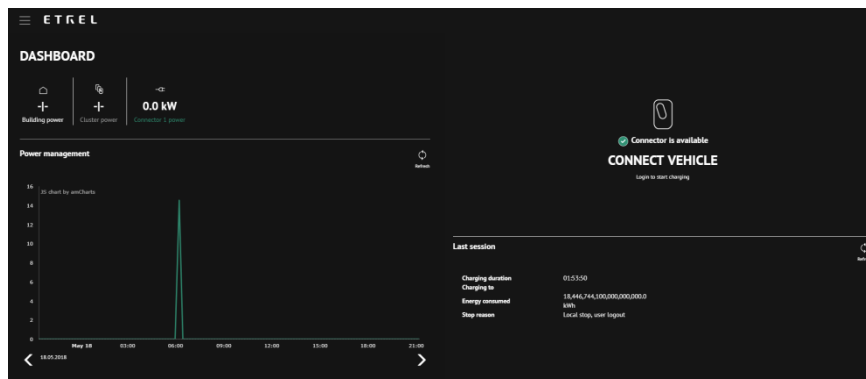 ETREL
DASHBOARD
-|-
Building power
-|-
Cluster power
0.0 kW
Connector 1 power
Power management
Refresh
JS chart by amCharts
16
14
12
10
8
6
4
2
0
May 18 03:00 06:00 09:00 12:00 15:00 18:00 21:00
18.05.2018
Connector is available
CONNECT VEHICLE
Login to start charging
Last session
Charging duration 01:53:50
Charging to
Energy consumed 18,446,744,100,000,000,000.0
kWh
Stop reason Local stop, user logout